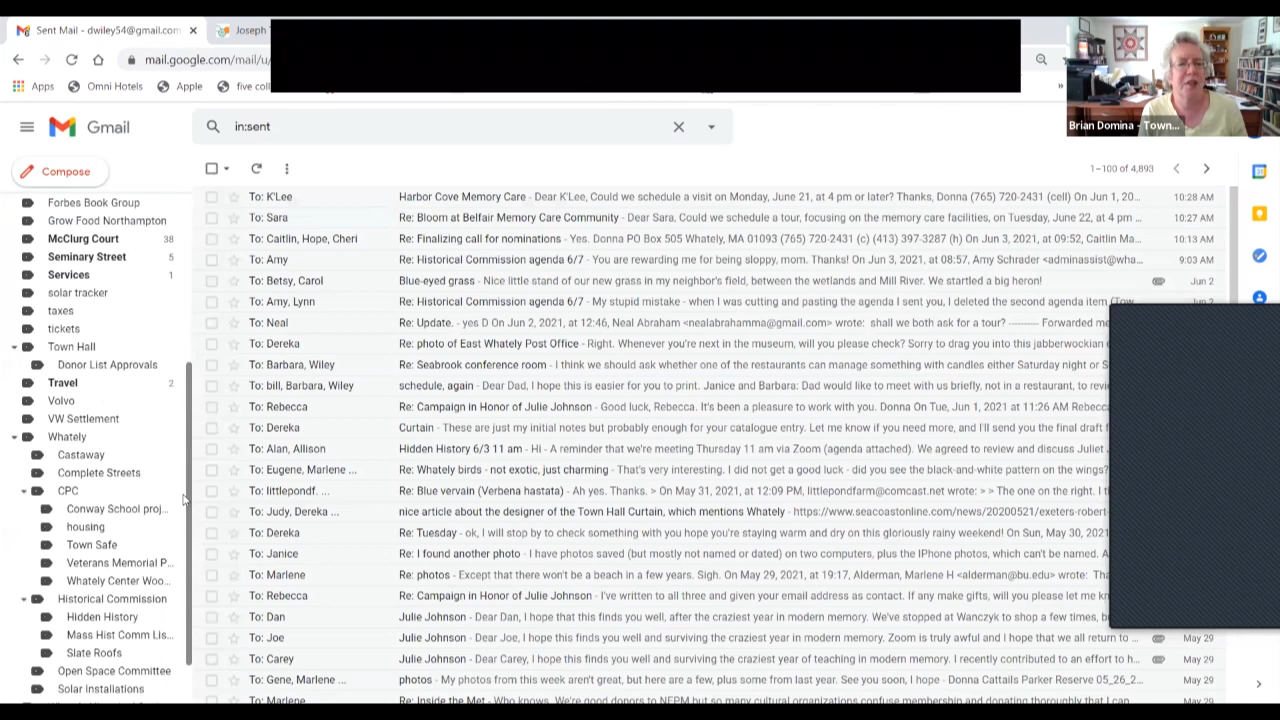 Sent Mail - dwiley54@gmail.com
Joseph
mail.google.com/mail/u/
Apps Omni Hotels Apple five coll
»
Brian Domina - Town...
Gmail
in:sent
Compose
1–100 of 4,893
Forbes Book Group
Grow Food Northampton
McClurg Court 38
Seminary Street 5
Services 1
solar tracker
taxes
tickets
Town Hall
Donor List Approvals
Travel 2
Volvo
VW Settlement
Whately
Castaway
Complete Streets
CPC
Conway School proj...
housing
Town Safe
Veterans Memorial P...
Whately Center Woo...
Historical Commission
Hidden History
Mass Hist Comm Lis...
Slate Roofs
Open Space Committee
Solar Installations
To: K'Lee Harbor Cove Memory Care - Dear K'Lee, Could we schedule a visit on Monday, June 21, at 4 pm or later? Thanks, Donna (765) 720-2431 (cell) On Jun 1, 20... 10:28 AM
To: Sara Re: Bloom at Belfair Memory Care Community - Dear Sara, Could we schedule a tour, focusing on the memory care facilities, on Tuesday, June 22, at 4 pm ... 10:27 AM
To: Caitlin, Hope, Cheri Re: Finalizing call for nominations - Yes. Donna PO Box 505 Whately, MA 01093 (765) 720-2431 (c) (413) 397-3287 (h) On Jun 3, 2021, at 09:52, Caitlin Ma... 10:13 AM
To: Amy Re: Historical Commission agenda 6/7 - You are rewarding me for being sloppy, mom. Thanks! On Jun 3, 2021, at 08:57, Amy Schrader <adminassist@wha... 9:03 AM
To: Betsy, Carol Blue-eyed grass - Nice little stand of our new grass in my neighbor's field, between the wetlands and Mill River. We startled a big heron! Jun 2
To: Amy, Lynn Re: Historical Commission agenda 6/7 - My stupid mistake - when I was cutting and pasting the agenda I sent you, I deleted the second agenda item (Tow... Jun 2
To: Neal Re: Update. - yes D On Jun 2, 2021, at 12:46, Neal Abraham <nealabrahamma@gmail.com> wrote: shall we both ask for a tour? ---------- Forwarded me
To: Dereka Re: photo of East Whately Post Office - Right. Whenever you're next in the museum, will you please check? Sorry to drag you into this jabberwockian
To: Barbara, Wiley Re: Seabrook conference room - I think we should ask whether one of the restaurants can manage something with candles either Saturday night or S
To: bill, Barbara, Wiley schedule, again - Dear Dad, I hope this is easier for you to print. Janice and Barbara: Dad would like to meet with us briefly, not in a restaurant, to revi
To: Rebecca Re: Campaign in Honor of Julie Johnson - Good luck, Rebecca. It's been a pleasure to work with you. Donna On Tue, Jun 1, 2021 at 11:26 AM Rebecc
To: Dereka Curtain - These are just my initial notes but probably enough for your catalogue entry. Let me know if you need more, and I'll send you the final draft f
To: Alan, Allison Hidden History 6/3 11 am - Hi - A reminder that we're meeting Thursday 11 am via Zoom (agenda attached). We agreed to review and discuss Juliet
To: Eugene, Marlene ... Re: Whately birds - not exotic, just charming - That's very interesting. I did not get a good luck - did you see the black-and-white pattern on the wings?
To: littlepondf. ... Re: Blue vervain (Verbena hastata) - Ah yes. Thanks. > On May 31, 2021, at 12:09 PM, littlepondfarm@comcast.net wrote: > > The one on the right. I t
To: Judy, Dereka ... nice article about the designer of the Town Hall Curtain, which mentions Whately - https://www.seacoastonline.com/news/20200521/exeters-robert-
To: Dereka Re: Tuesday - ok, I will stop by to check something with you hope you're staying warm and dry on this gloriously rainy weekend! On Sun, May 30, 2021
To: Janice Re: I found another photo - I have photos saved (but mostly not named or dated) on two computers, plus the IPhone photos, which can't be named. A
To: Marlene Re: photos - Except that there won't be a beach in a few years. Sigh. On May 29, 2021, at 19:17, Alderman, Marlene H <alderman@bu.edu> wrote: Tha
To: Rebecca Re: Campaign in Honor of Julie Johnson - I've written to all three and given your email address as contact. If any make gifts, will you please let me kn
To: Dan Julie Johnson - Dear Dan, I hope that this finds you well, after the craziest year in modern memory. We've stopped at Wanczyk to shop a few times, b
To: Joe Julie Johnson - Dear Joe, I hope this finds you well and surviving the craziest year in modern memory. Zoom is truly awful and I hope that we all return to ... May 29
To: Carey Julie Johnson - Dear Carey, I hope this finds you well and surviving the craziest year of teaching in modern memory. I recently contributed to an effort to h... May 29
To: Gene, Marlene ... photos - My photos from this week aren't great, but here are a few, plus some from last year. See you soon, I hope - Donna Cattails Parker Reserve 05_26_2... May 29
To: Marlene Re: Inside the Met - Who knows. We're good donors to NEPM but so many cultural organizations confuse membership and donating thoroughly that I can... May 29